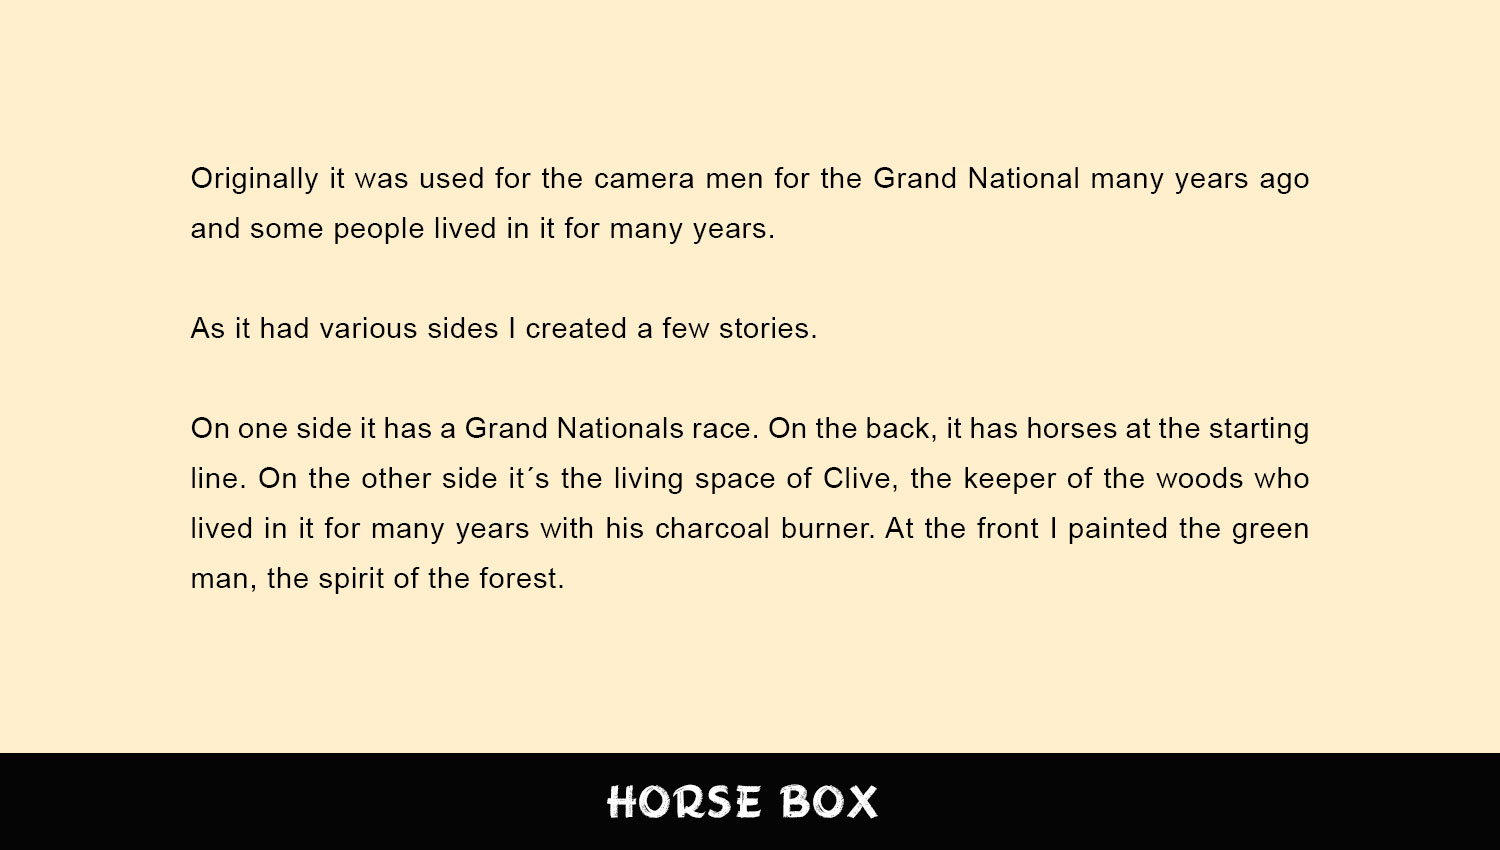 Originally it was used for the camera men for the Grand National many years ago
and some people lived in it for many years.
As it had various sides I created a few stories.
On one side it has a Grand Nationals race. On the back, it has horses at the starting
line. On the other side it´s the living space of Clive, the keeper of the woods who
lived in it for many years with his charcoal burner. At the front I painted the green
man, the spirit of the forest.
HORSE BOX